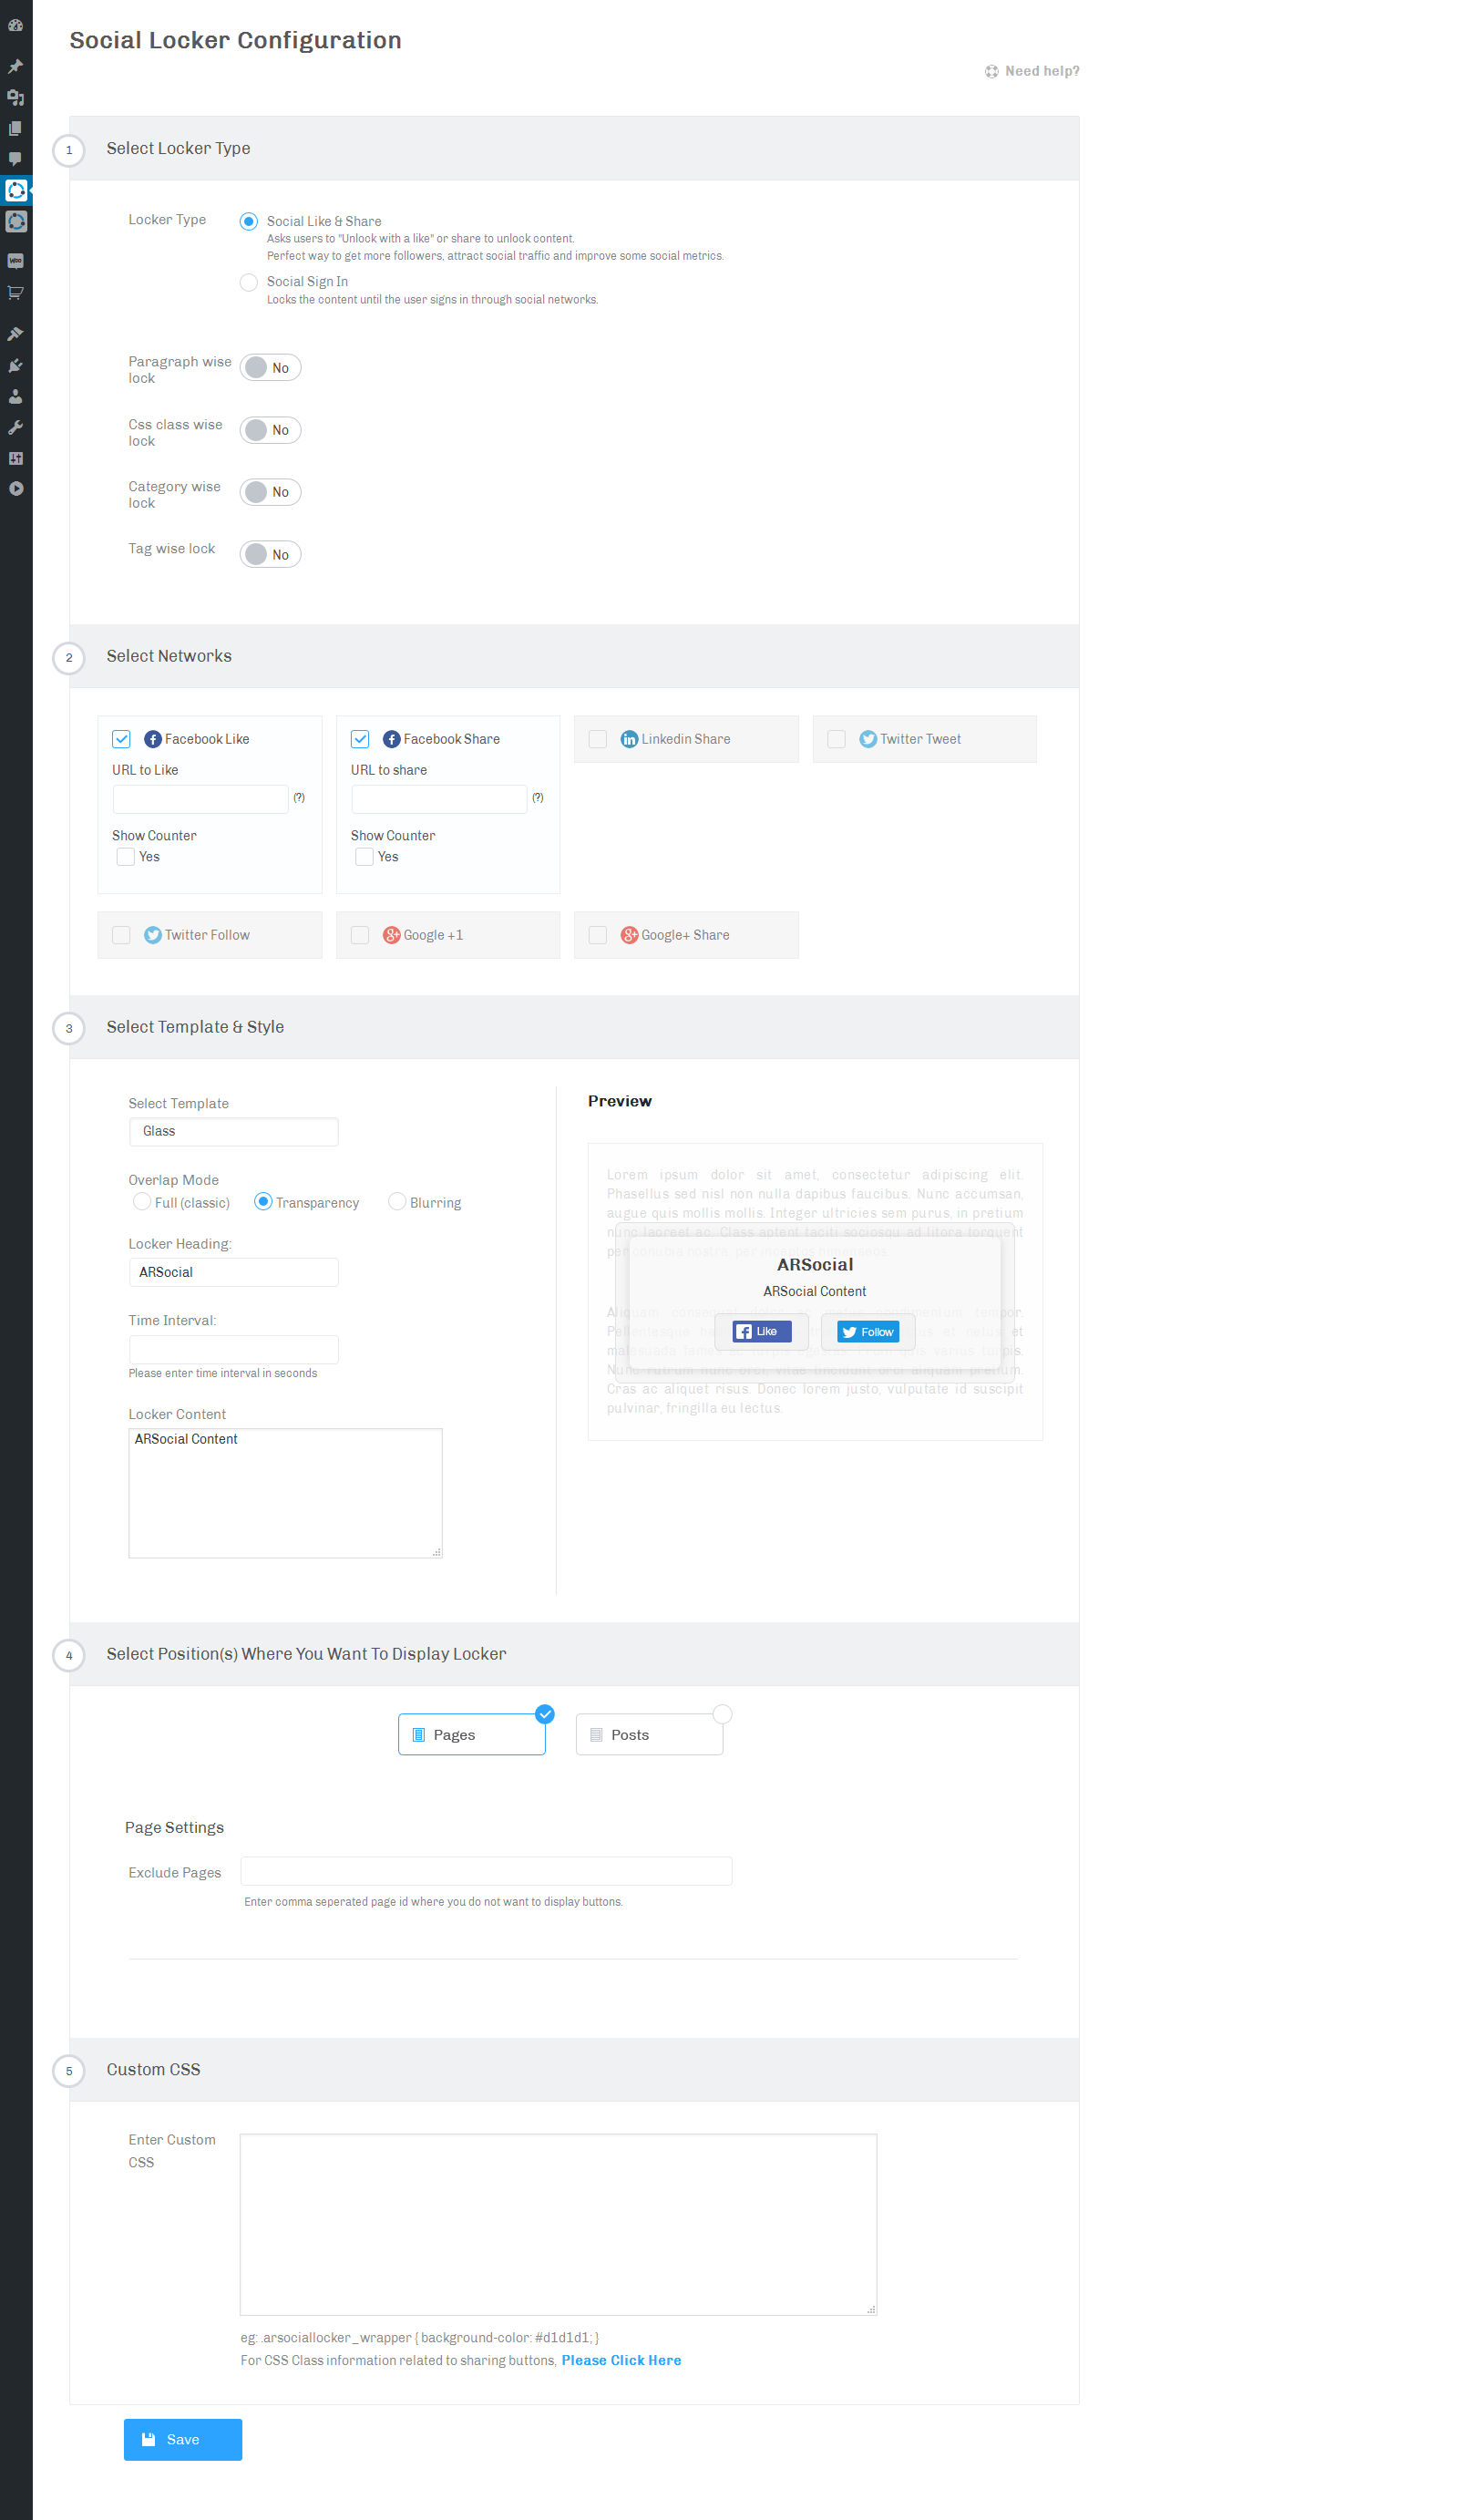 Social Locker Configuration
Need help?
1
Select Locker Type
Locker Type
Social Like & Share
Asks users to "Unlock with a like" or share to unlock content.
Perfect way to get more followers, attract social traffic and improve some social metrics.
Social Sign In
Locks the content until the user signs in through social networks.
Paragraph wise
lock
No
Css class wise
lock
No
Category wise
lock
No
Tag wise lock
No
2
Select Networks
Facebook Like
URL to Like
(?)
Show Counter
Yes
Facebook Share
URL to share
(?)
Show Counter
Yes
Linkedin Share
Twitter Tweet
Twitter Follow
Google +1
Google+ Share
3
Select Template & Style
Select Template
Glass
Overlap Mode
Full (classic)
Transparency
Blurring
Locker Heading:
ARSocial
Time Interval:
Please enter time interval in seconds
Locker Content
ARSocial Content
Preview
Lorem ipsum dolor sit amet, consectetur adipiscing elit.
Phasellus sed nisl non nulla dapibus faucibus. Nunc accumsan,
augue quis mollis mollis. Integer ultricies sem purus, in pretium
nunc laoreet ac. Class aptent taciti sociosqu ad litora torquent
per conubia nostra, per inceptos himenaeos.
ARSocial
ARSocial Content
Like
Follow
Cras ac aliquet risus. Donec lorem justo, vulputate id suscipit
pulvinar, fringilla eu lectus.
4
Select Position(s) Where You Want To Display Locker
Pages
Posts
Page Settings
Exclude Pages
Enter comma seperated page id where you do not want to display buttons.
5
Custom CSS
Enter Custom
CSS
eg: .arsociallocker_wrapper { background-color: #d1d1d1; }
For CSS Class information related to sharing buttons, Please Click Here
Save